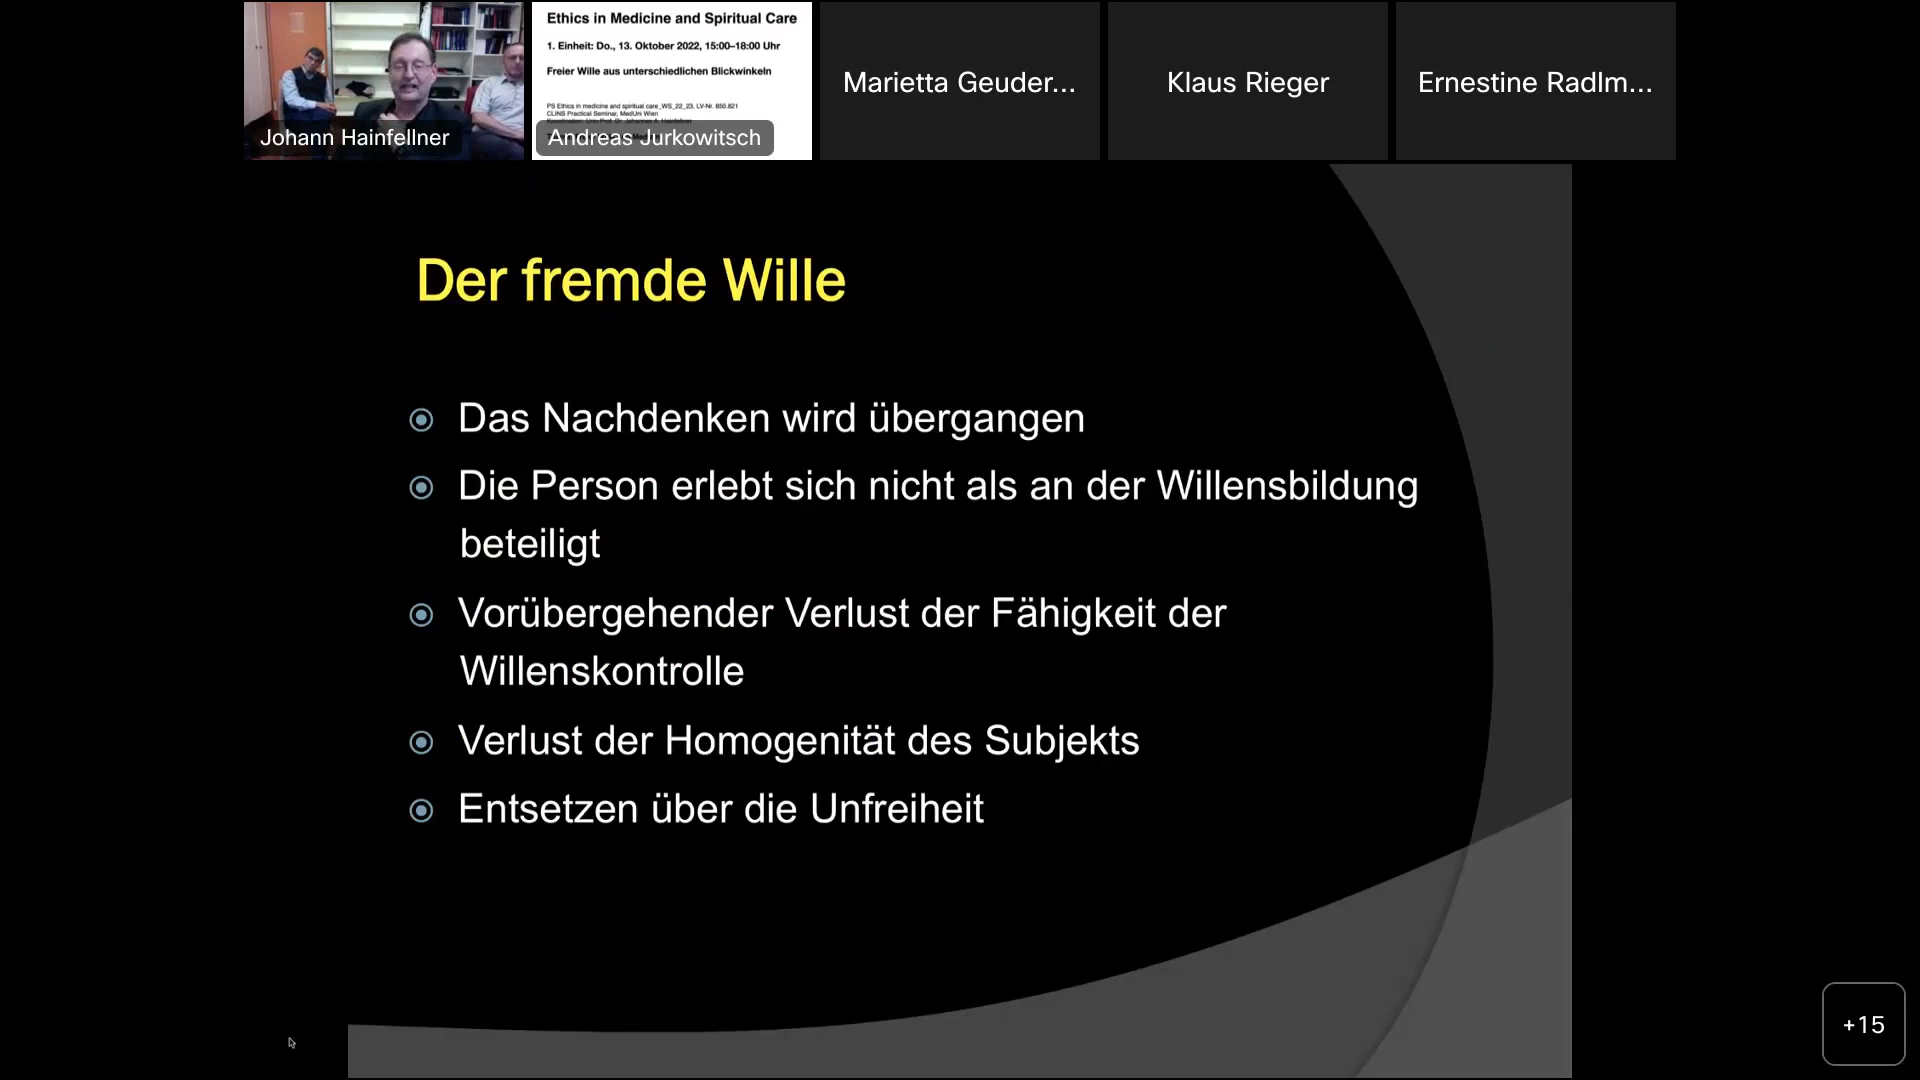 Ethics in Medicine and Spiritual Care
1. Einheit: Do., 13. Oktober 2022, 15:00–18:00 Uhr
Freier Wille aus unterschiedlichen Blickwinkeln
PS Ethics in medicine and spiritual care_WS_22_23, LV-Nr. 850.821
CLINS Practical Seminar, MedUni Wien
Johann Hainfellner
Andreas Jurkowitsch
Marietta Geuder...
Klaus Rieger
Ernestine Radlm...
Der fremde Wille
Das Nachdenken wird übergangen
Die Person erlebt sich nicht als an der Willensbildung
beteiligt
Vorübergehender Verlust der Fähigkeit der
Willenskontrolle
Verlust der Homogenität des Subjekts
Entsetzen über die Unfreiheit
+15